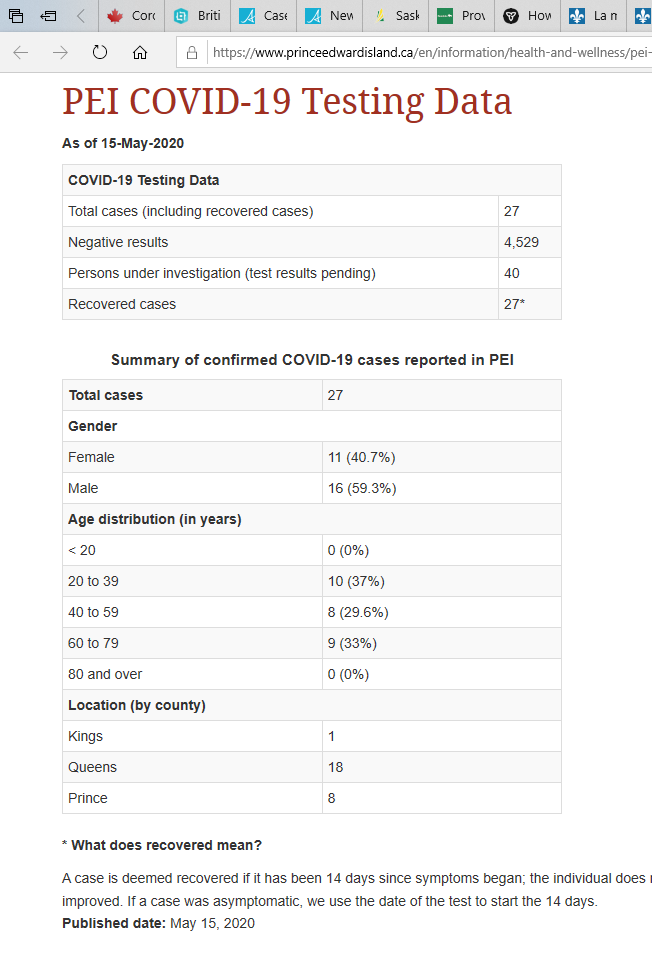 Corc
Briti
Case
New
Sask
Prov
How
La n
https://www.princeedwardisland.ca/en/information/health-and-wellness/pei-
PEI COVID-19 Testing Data
As of 15-May-2020
COVID-19 Testing Data
Total cases (including recovered cases) 27
Negative results 4,529
Persons under investigation (test results pending) 40
Recovered cases 27*
Summary of confirmed COVID-19 cases reported in PEI
Total cases 27
Gender
Female 11 (40.7%)
Male 16 (59.3%)
Age distribution (in years)
< 20 0 (0%)
20 to 39 10 (37%)
40 to 59 8 (29.6%)
60 to 79 9 (33%)
80 and over 0 (0%)
Location (by county)
Kings 1
Queens 18
Prince 8
* What does recovered mean?
A case is deemed recovered if it has been 14 days since symptoms began; the individual does
improved. If a case was asymptomatic, we use the date of the test to start the 14 days.
Published date: May 15, 2020